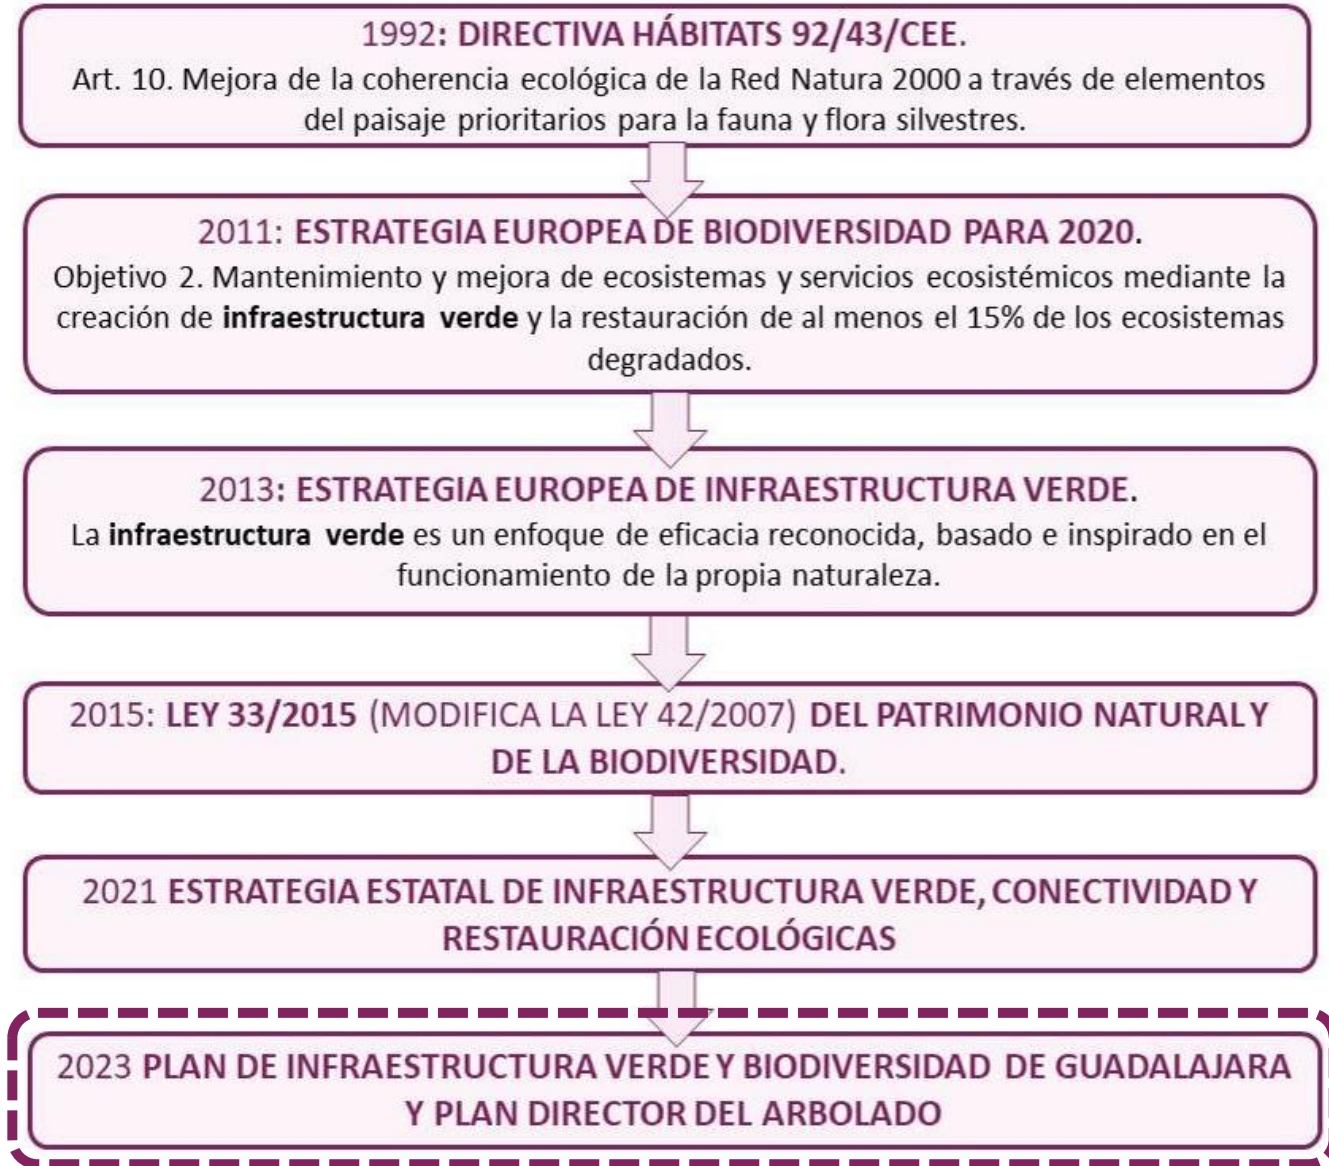 1992: DIRECTIVA HÁBITATS 92/43/CEE.
Art. 10. Mejora de la coherencia ecológica de la Red Natura 2000 a través de elementos
del paisaje prioritarios para la fauna y flora silvestres.
2011: ESTRATEGIA EUROPEA DE BIODIVERSIDAD PARA 2020.
Objetivo 2. Mantenimiento y mejora de ecosistemas y servicios ecosistémicos mediante la
creación de infraestructura verde y la restauración de al menos el 15% de los ecosistemas
degradados.
2013: ESTRATEGIA EUROPEA DE INFRAESTRUCTURA VERDE.
La infraestructura verde es un enfoque de eficacia reconocida, basado e inspirado en el
funcionamiento de la propia naturaleza.
2015: LEY 33/2015 (MODIFICA LA LEY 42/2007) DEL PATRIMONIO NATURAL Y
DE LA BIODIVERSIDAD.
2021 ESTRATEGIA ESTATAL DE INFRAESTRUCTURA VERDE, CONECTIVIDAD Y
RESTAURACIÓN ECOLÓGICAS
2023 PLAN DE INFRAESTRUCTURA VERDE Y BIODIVERSIDAD DE GUADALAJARA
Y PLAN DIRECTOR DEL ARBOLADO